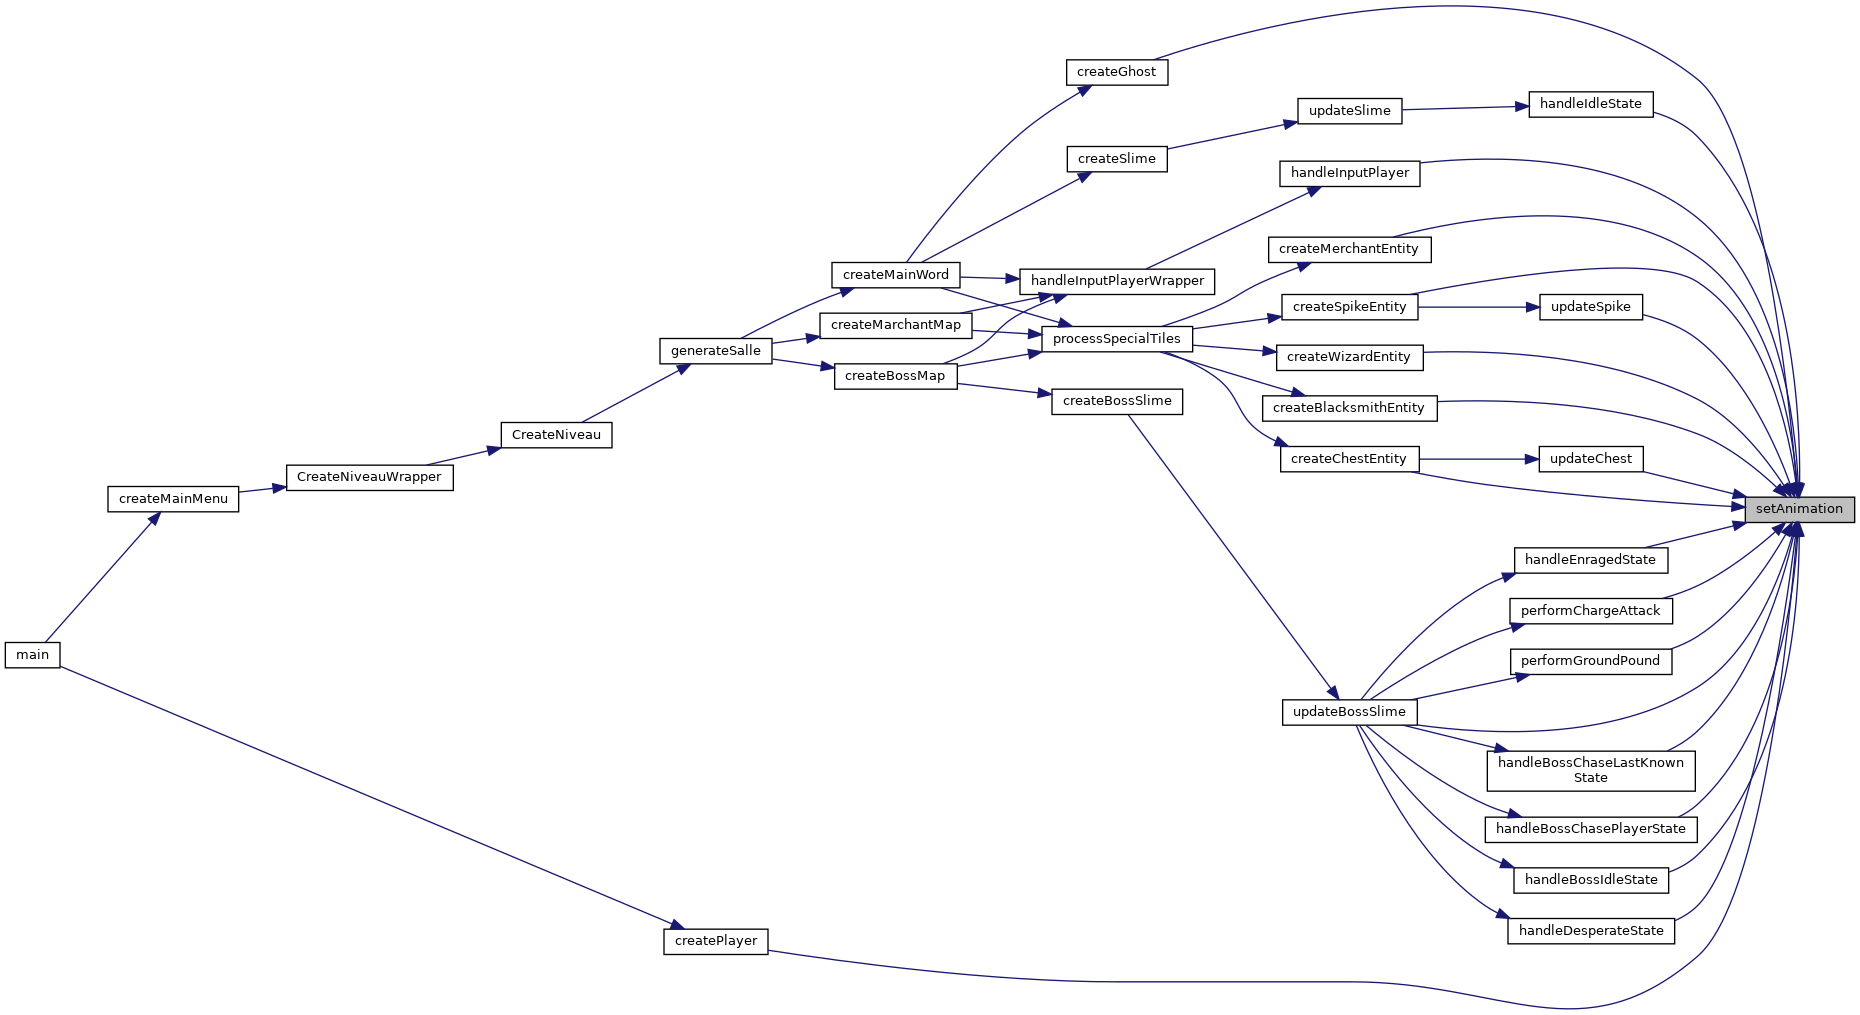 createGhost
handleIdleState
updateSlime
createSlime
handleInputPlayer
createMerchantEntity
createMainWord
handleInputPlayerWrapper
createSpikeEntity
updateSpike
createMarchantMap
processSpecialTiles
generateSalle
createWizardEntity
createBossMap
createBossSlime
createBlacksmithEntity
CreateNiveau
createChestEntity
updateChest
CreateNiveauWrapper
createMainMenu
setAnimation
handleEnragedState
performChargeAttack
main
performGroundPound
updateBossSlime
handleBossChaseLastKnown
State
handleBossChasePlayerState
handleBossIdleState
handleDesperateState
createPlayer